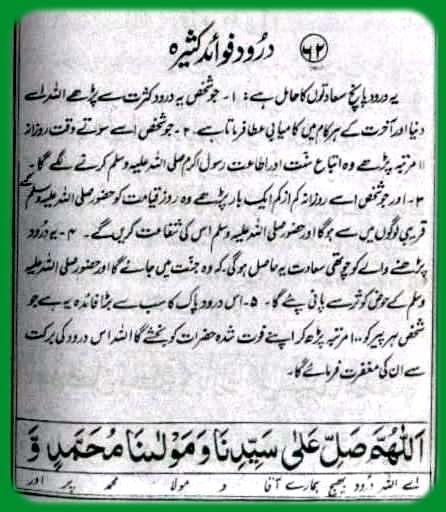 ۶۲ درود فوائد کثیرہ
یہ درود پانچ سعادتوں کا حامل ہے: ۱- جو شخص یہ درود کثرت سے پڑھے اللہ اسے
دنیا اور آخرت کے ہر کام میں کامیابی عطا فرماتا ہے۔ ۲- جو شخص اسے سوتے وقت روزانہ
۱۱ مرتبہ پڑھے وہ اتباع سنّت اور اطاعت رسول اکرم صلی اللہ علیہ وسلم کرنے لگے گا۔
۳- اور جو شخص اسے روزانہ کم از کم ایک بار پڑھے وہ روز قیامت کو حضور صلی اللہ علیہ وسلم کے
قریبی لوگوں میں سے ہوگا اور حضور صلی اللہ علیہ وسلم اس کی شفاعت کریں گے۔ ۴- یہ درود
پڑھنے والے کو چوتھی سعادت یہ حاصل ہوگی کہ وہ جنّت میں جائے گا اور حضور صلی اللہ علیہ
وسلم کے حوض کوثر سے پانی پئے گا۔ ۵- اس درود پاک کا سب سے بڑا فائدہ یہ ہے جو
شخص ہر پیر کو ۱۰۰ مرتبہ پڑھ کر اپنے فوت شدہ حضرات کو بخشے گا اللہ اس درود کی برکت
سے ان کی مغفرت فرمائے گا۔
اَللّٰهُمَّ صَلِّ عَلٰی سَیِّدِنَا وَ مَوْلٰىنَا مُحَمَّدٍ وَّ
اے اللہ درود بھیج ہمارے آقا و مولا محمد پر اور